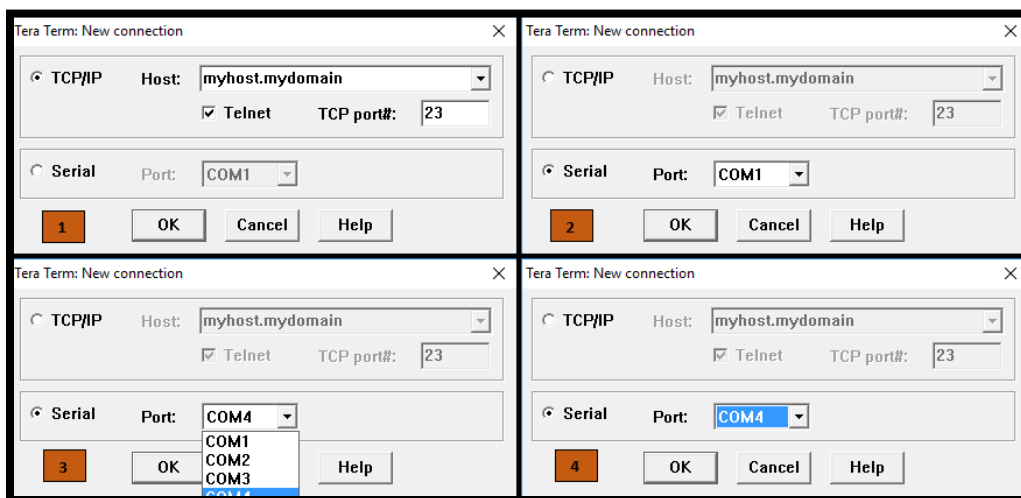 Tera Term: New connection
TCP/IP Host: myhost.mydomain
Telnet TCP port#: 23
Serial Port: COM1
1 OK Cancel Help
Tera Term: New connection
TCP/IP Host: myhost.mydomain
Telnet TCP port#: 23
Serial Port: COM1
2 OK Cancel Help
Tera Term: New connection
TCP/IP Host: myhost.mydomain
Telnet TCP port#: 23
Serial Port: COM4
COM1
COM2
COM3
COM4
3 OK Help
Tera Term: New connection
TCP/IP Host: myhost.mydomain
Telnet TCP port#: 23
Serial Port: COM4
4 OK Cancel Help